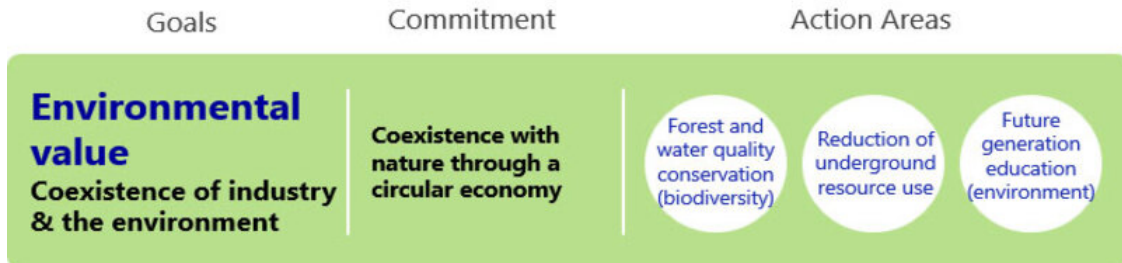 Goals
Commitment
Action Areas
Environmental
value
Coexistence of industry
& the environment
Coexistence with
nature through a
circular economy
Forest and
water quality
conservation
(biodiversity)
Reduction of
underground
resource use
Future
generation
education
(environment)